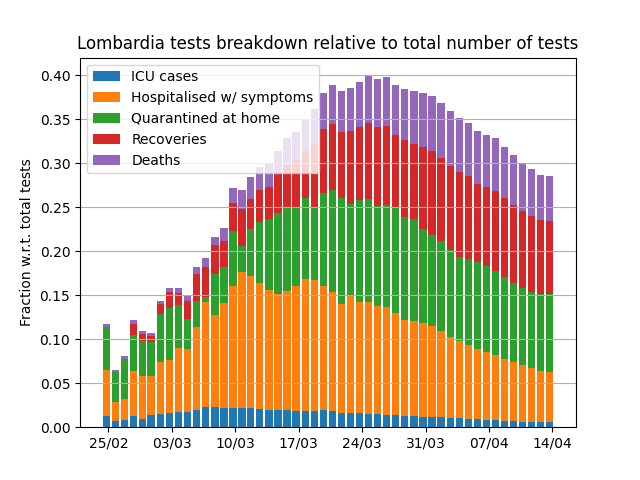 Lombardia tests breakdown relative to total number of tests
ICU cases
Hospitalised w/ symptoms
Quarantined at home
Recoveries
Deaths
Fraction w.r.t. total tests
0.40
0.35
0.30
0.25
0.20
0.15
0.10
0.05
0.00
25/02 03/03 10/03 17/03 24/03 31/03 07/04 14/04